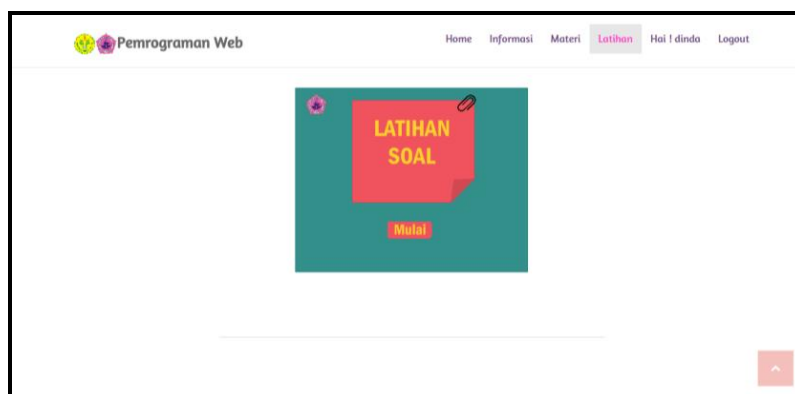 Pemrograman Web
Home Informasi Materi Latihan Hai ! dinda Logout
LATIHAN
SOAL
Mulai